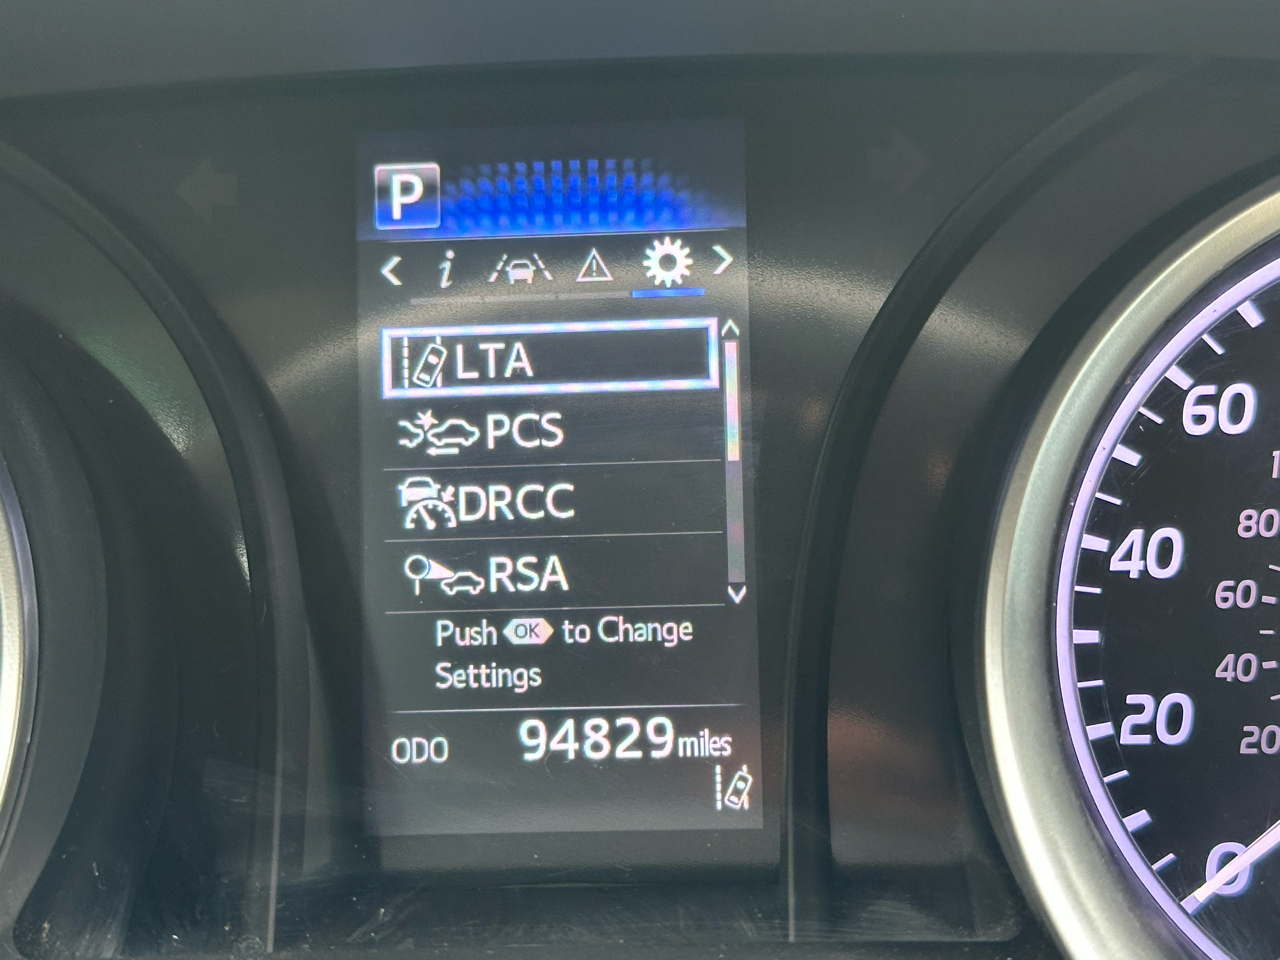 P
i
LTA
PCS
DRCC
RSA
Push OK to Change
Settings
ODO 94829 miles
60
40
20
0
80
60
40
20